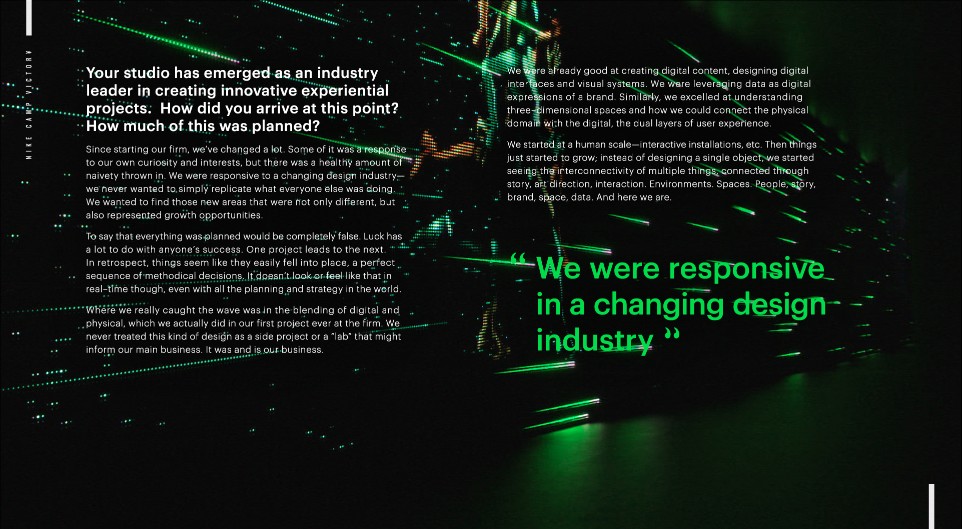 NIKE CAMP VICTORY
Your studio has emerged as an industry
leader in creating innovative experiential
projects. How did you arrive at this point?
How much of this was planned?
Since starting our firm, we've changed a lot. Some of it was a response
to our own curiosity and interests, but there was a healthy amount of
naivety thrown in. We were responsive to a changing design industry—
we never wanted to simply replicate what everyone else was doing.
We wanted to find those new areas that were not only different, but
also represented growth opportunities.
To say that everything was planned would be completely false. Luck has
a lot to do with anyone's success. One project leads to the next.
In retrospect, things seem like they easily fell into place, a perfect
sequence of methodical decisions. It doesn't look or feel like that in
real-time though, even with all the planning and strategy in the world.
Where we really caught the wave was in the blending of digital and
physical, which we actually did in our first project ever at the firm. We
never treated this kind of design as a side project or a "lab" that might
inform our main business. It was and is our business.
We were already good at creating digital content, designing digital
interfaces and visual systems. We were leveraging data as digital
expressions of a brand. Similarly, we excelled at understanding
three-dimensional spaces and how we could connect the physical
domain with the digital, the dual layers of user experience.
We started at a human scale—interactive installations, etc. Then things
just started to grow; instead of designing a single object, we started
seeing the interconnectivity of multiple things, connected through
story, art direction, interaction. Environments. Spaces. People, story,
brand, space, data. And here we are.
“ We were responsive
in a changing design
industry ”